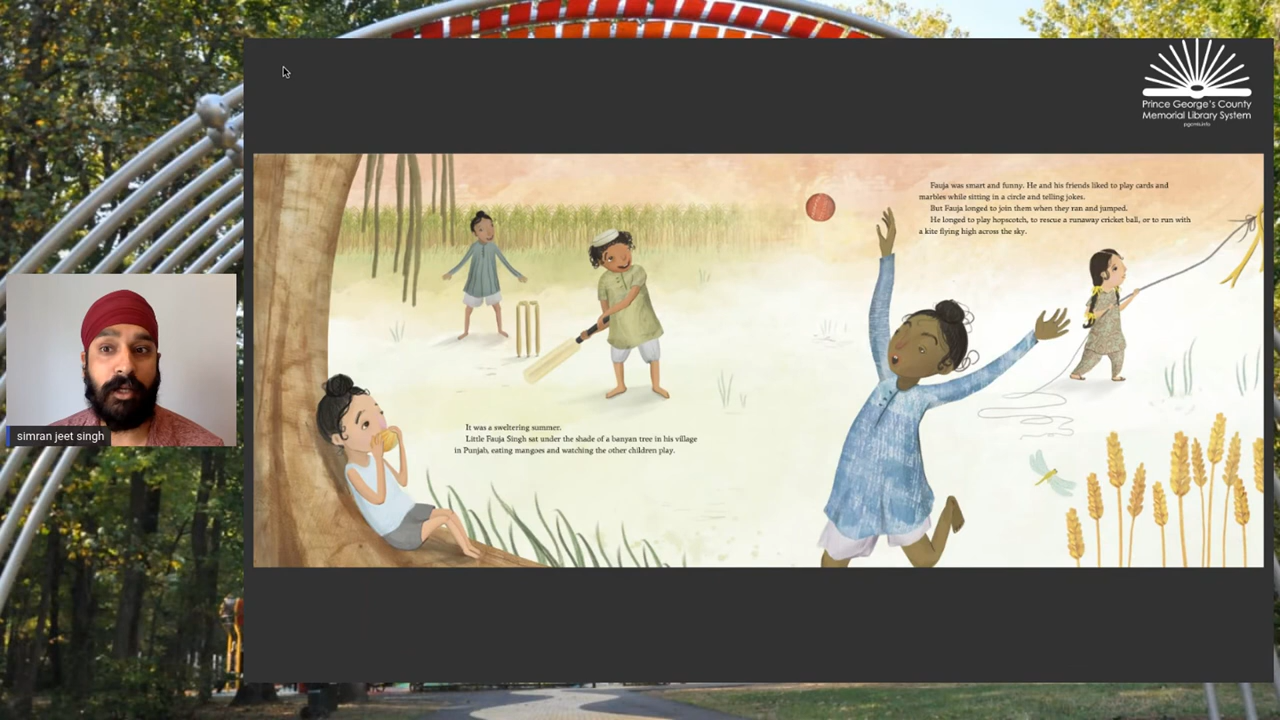 Prince George's County
Memorial Library System
pgcmls.info
Fauja was smart and funny. He and his friends liked to play cards and
marbles while sitting in a circle and telling jokes.
But Fauja longed to join them when they ran and jumped.
He longed to play hopscotch, to rescue a runaway cricket ball, or to run with
a kite flying high across the sky.
It was a sweltering summer.
Little Fauja Singh sat under the shade of a banyan tree in his village
in Punjab, eating mangoes and watching the other children play.
simran jeet singh